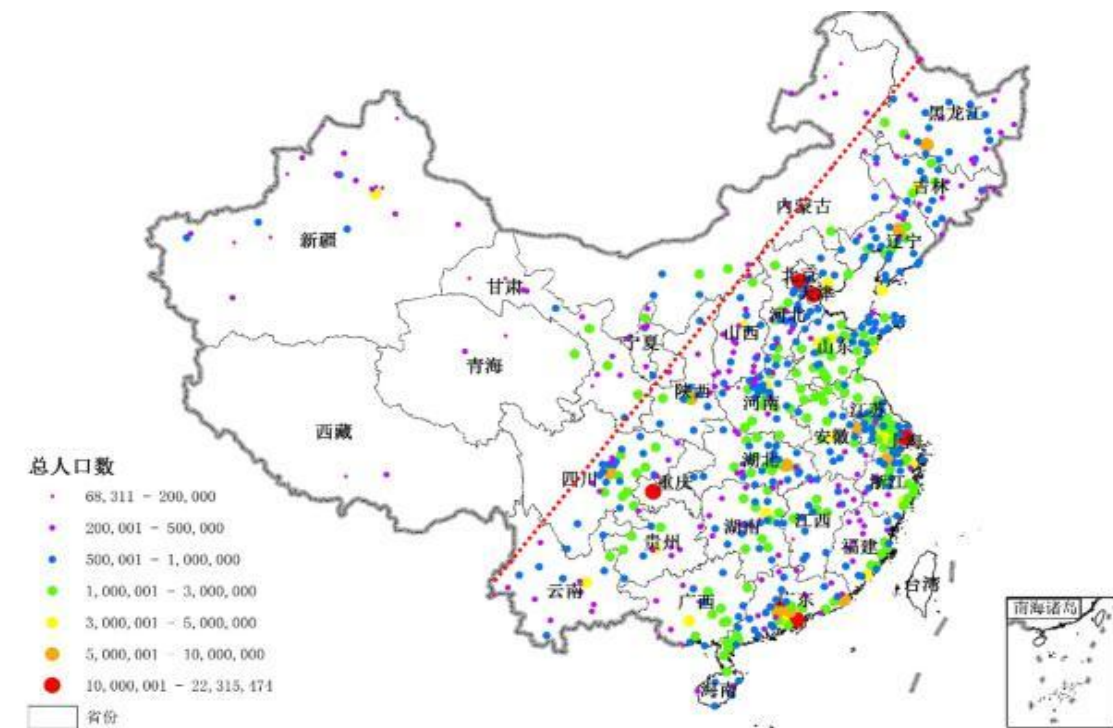 黑龙江
吉林
内蒙古
辽宁
新疆
北京
天津
甘肃
河北
山西
宁夏
山东
青海
陕西
河南
江苏
西藏
安徽
上海
湖北
四川
重庆
浙江
湖南
江西
贵州
福建
云南
台湾
广西
广东
海南
南海诸岛
总人口数
68,311 - 200,000
200,001 - 500,000
500,001 - 1,000,000
1,000,001 - 3,000,000
3,000,001 - 5,000,000
5,000,001 - 10,000,000
10,000,001 - 22,315,474
省份